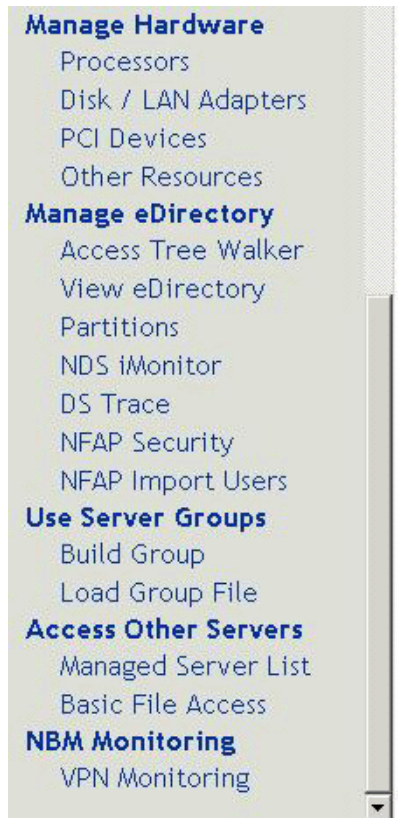 Manage Hardware
Processors
Disk / LAN Adapters
PCI Devices
Other Resources
Manage eDirectory
Access Tree Walker
View eDirectory
Partitions
NDS iMonitor
DS Trace
NFAP Security
NFAP Import Users
Use Server Groups
Build Group
Load Group File
Access Other Servers
Managed Server List
Basic File Access
NBM Monitoring
VPN Monitoring